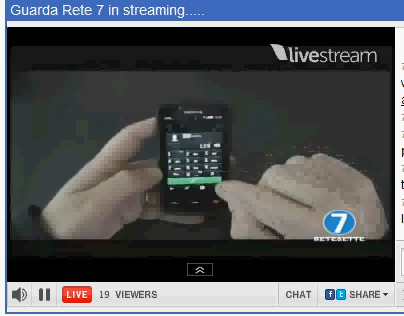 Guarda Rete 7 in streaming.....
livestream
7
RETESETTE
LIVE 19 VIEWERS CHAT f t SHARE